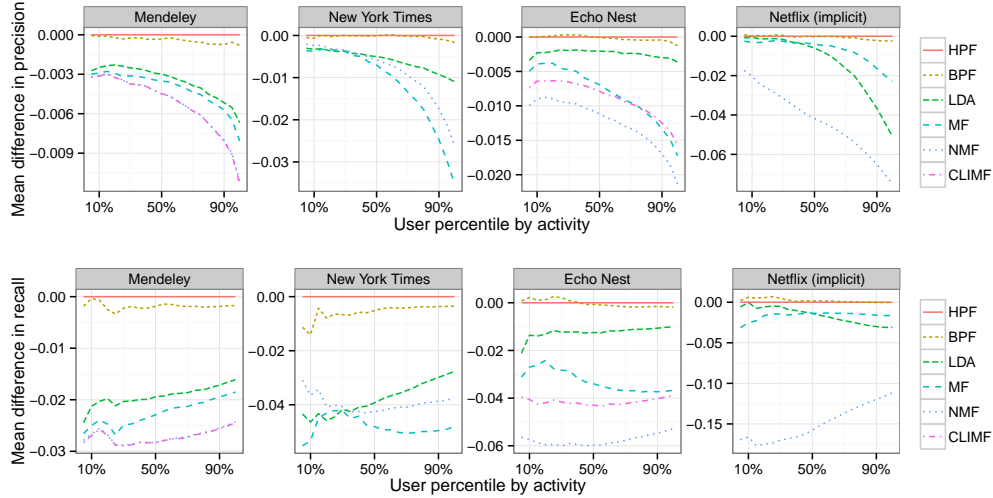 Mendeley
New York Times
Echo Nest
Netflix (implicit)
Mean difference in precision
0.000
−0.003
−0.006
−0.009
0.00
−0.01
−0.02
−0.03
0.000
−0.005
−0.010
−0.015
−0.020
0.00
−0.02
−0.04
−0.06
10% 50% 90%
10% 50% 90%
10% 50% 90%
10% 50% 90%
User percentile by activity
HPF
BPF
LDA
MF
NMF
CLIMF
Mendeley
New York Times
Echo Nest
Netflix (implicit)
Mean difference in recall
0.00
−0.01
−0.02
−0.03
0.00
−0.02
−0.04
0.00
−0.02
−0.04
−0.06
0.00
−0.05
−0.10
−0.15
10% 50% 90%
10% 50% 90%
10% 50% 90%
10% 50% 90%
User percentile by activity
HPF
BPF
LDA
MF
NMF
CLIMF